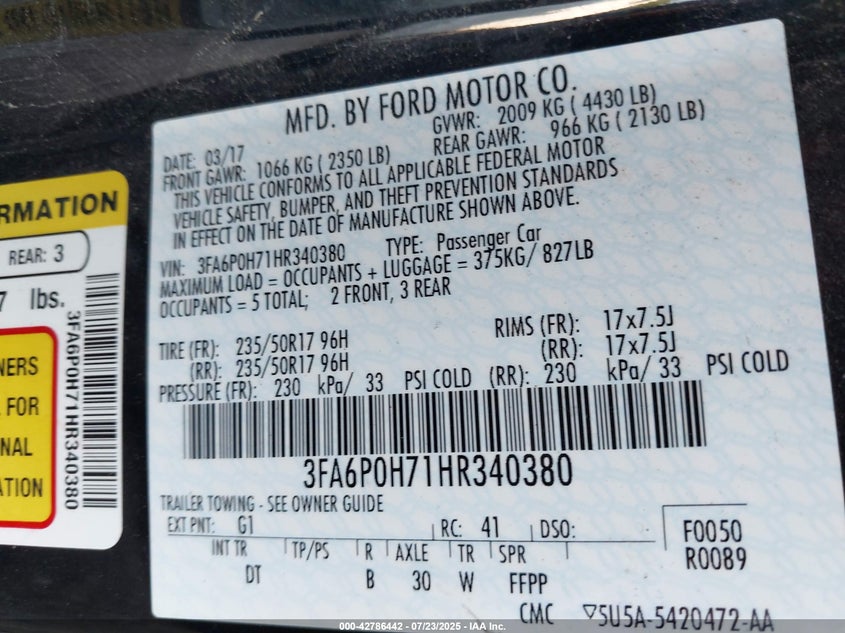 MFD. BY FORD MOTOR CO.
DATE: 03/17 GVWR: 2009 KG ( 4430 LB)
FRONT GAWR: 1066 KG ( 2350 LB) REAR GAWR: 966 KG ( 2130 LB)
THIS VEHICLE CONFORMS TO ALL APPLICABLE FEDERAL MOTOR
VEHICLE SAFETY, BUMPER, AND THEFT PREVENTION STANDARDS
IN EFFECT ON THE DATE OF MANUFACTURE SHOWN ABOVE.
VIN: 3FA6P0H71HR340380 TYPE: Passenger Car
MAXIMUM LOAD = OCCUPANTS + LUGGAGE = 375KG/ 827LB
OCCUPANTS = 5 TOTAL; 2 FRONT, 3 REAR
TIRE (FR): 235/50R17 96H RIMS (FR): 17x7.5J
(RR): 235/50R17 96H (RR): 17x7.5J
PRESSURE (FR): 230 kPa/ 33 PSI COLD (RR): 230 kPa/ 33 PSI COLD
3FA6P0H71HR340380
TRAILER TOWING - SEE OWNER GUIDE
EXT PNT: G1 RC: 41 DSO: F0050
R0089
INT TR TP/PS R AXLE TR SPR
DT B 30 W FFPP
CMC ▽5U5A-5420472-AA
RMATION
REAR: 3
7 lbs.
NERS
FOR
NAL
ATION
3FA6P0H71HR340380
000-42786442 - 07/23/2025 - IAA Inc.